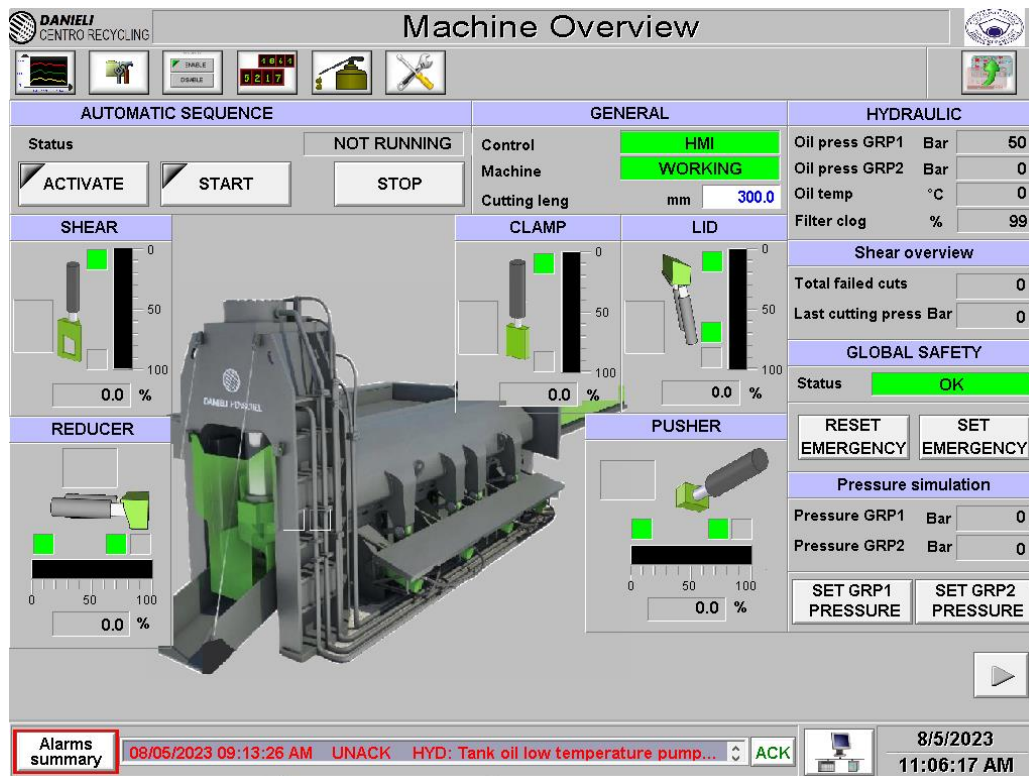 DANIELI
CENTRO RECYCLING
Machine Overview
ENABLE
DISABLE
5 2 1 7
AUTOMATIC SEQUENCE
Status NOT RUNNING
ACTIVATE START STOP
GENERAL
Control HMI
Machine WORKING
Cutting leng mm 300.0
HYDRAULIC
Oil press GRP1 Bar 50
Oil press GRP2 Bar 0
Oil temp °C 0
Filter clog % 99
SHEAR
0
50
100
0.0 %
CLAMP
0
50
100
0.0 %
LID
0
50
100
0.0 %
Shear overview
Total failed cuts 0
Last cutting press Bar 0
GLOBAL SAFETY
Status OK
RESET EMERGENCY
SET EMERGENCY
REDUCER
0 50 100
0.0 %
PUSHER
0 50 100
0.0 %
Pressure simulation
Pressure GRP1 Bar 0
Pressure GRP2 Bar 0
SET GRP1 PRESSURE
SET GRP2 PRESSURE
Alarms
summary
08/05/2023 09:13:26 AM UNACK HYD: Tank oil low temperature pump...
ACK
8/5/2023
11:06:17 AM